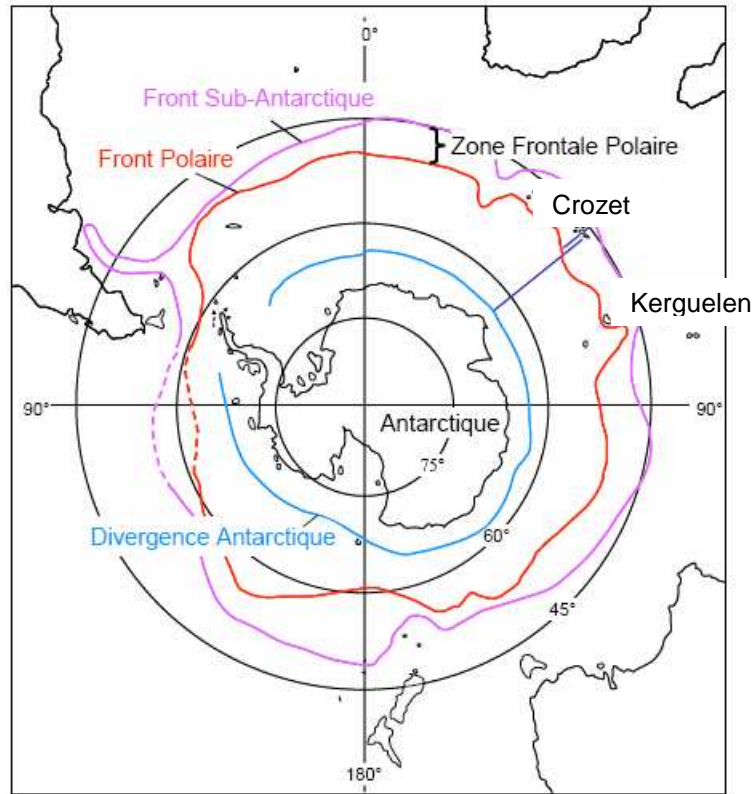 0°
Front Sub-Antarctique
Front Polaire
Zone Frontale Polaire
Crozet
Kerguelen
90°
90°
Antarctique
75°
Divergence Antarctique
60°
45°
180°